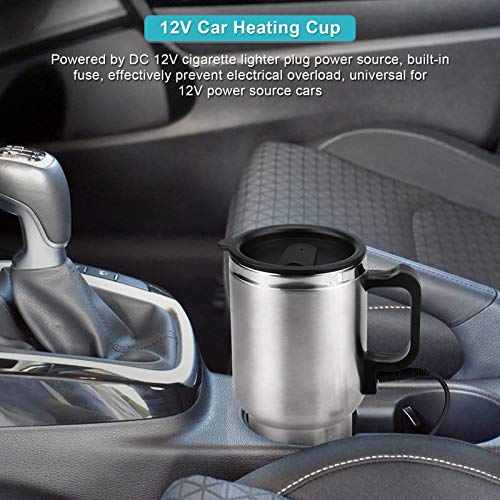 12V Car Heating Cup
Powered by DC 12V cigarette lighter plug power source, built-in
fuse, effectively prevent electrical overload, universal for
12V power source cars